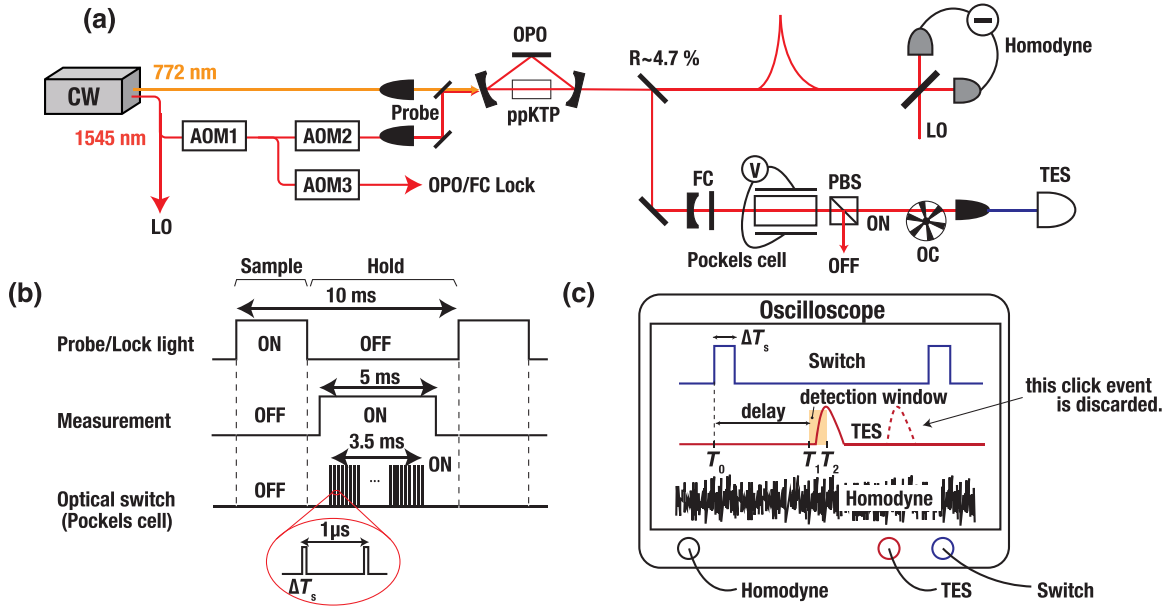 (a)
CW
772 nm
1545 nm
LO
AOM1
AOM2
AOM3
Probe
OPO/FC Lock
OPO
ppKTP
R~4.7 %
Homodyne
LO
FC
V
Pockels cell
PBS
ON
OFF
OC
TES
(b)
Sample
Hold
10 ms
Probe/Lock light
ON
OFF
5 ms
Measurement
OFF
ON
3.5 ms
ON
Optical switch
(Pockels cell)
OFF
...
1μs
ΔTs
(c)
Oscilloscope
ΔTs
Switch
detection window
delay
TES
this click event
is discarded.
T0
T1
T2
Homodyne
Homodyne
TES
Switch